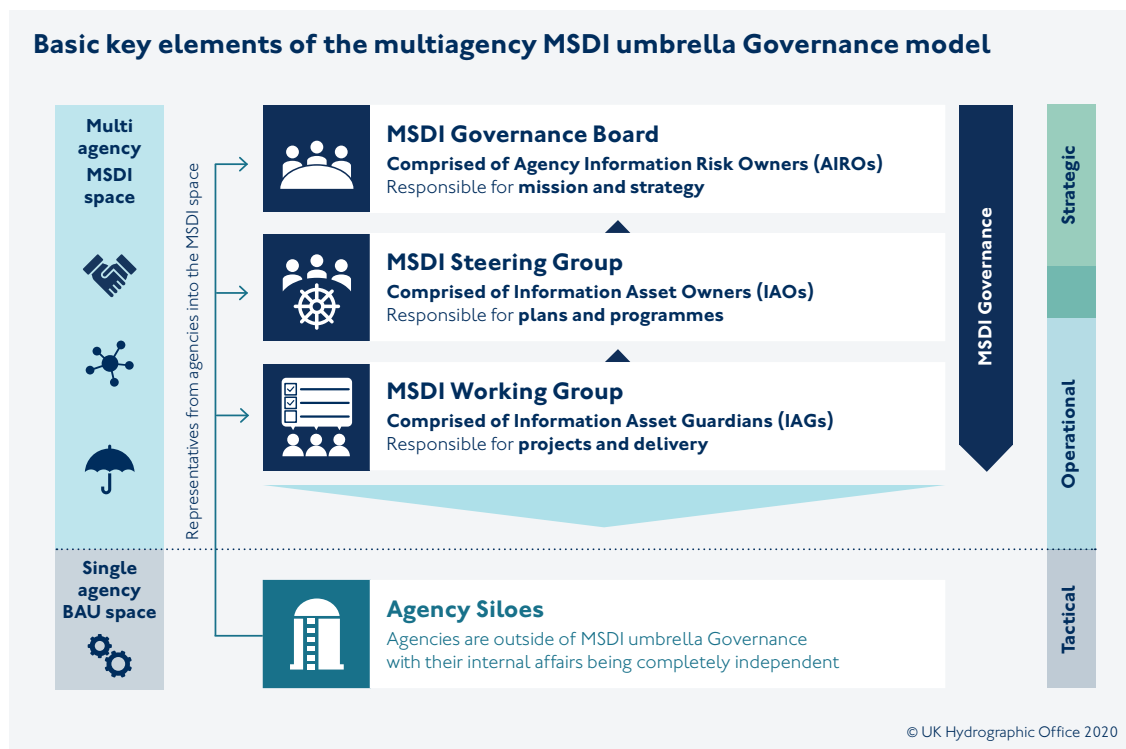 Basic key elements of the multiagency MSDI umbrella Governance model
Multi
agency
MSDI
space
Representatives from agencies into the MSDI space
MSDI Governance Board
Comprised of Agency Information Risk Owners (AIROs)
Responsible for mission and strategy
MSDI Steering Group
Comprised of Information Asset Owners (IAOs)
Responsible for plans and programmes
MSDI Working Group
Comprised of Information Asset Guardians (IAGs)
Responsible for projects and delivery
MSDI Governance
Strategic
Operational
Single
agency
BAU space
Agency Siloes
Agencies are outside of MSDI umbrella Governance
with their internal affairs being completely independent
Tactical
© UK Hydrographic Office 2020